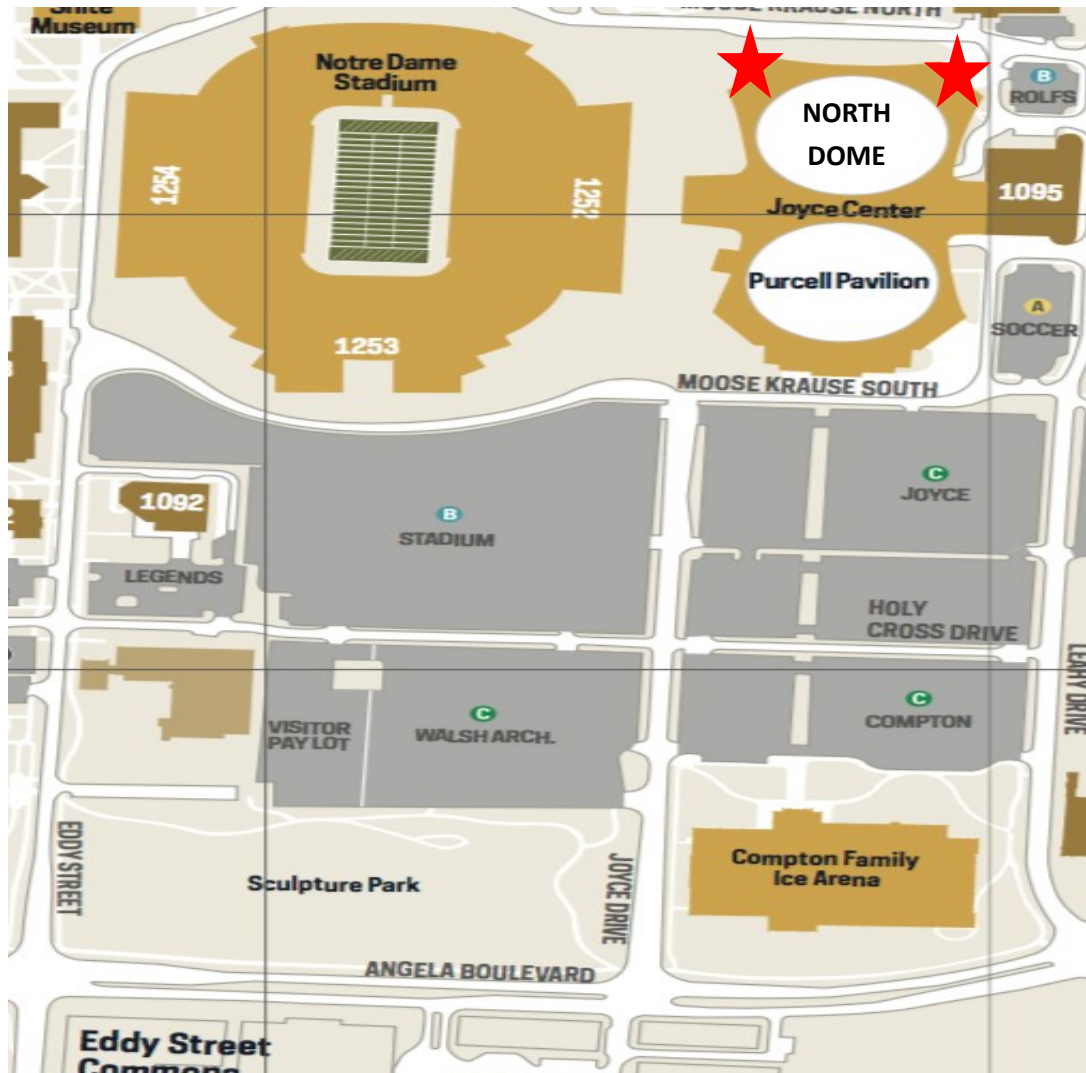 Snite
Museum
MOOSE KRAUSE NORTH
Notre Dame
Stadium
NORTH
DOME
B
ROLFS
1254
1252
1095
Joyce Center
Purcell Pavilion
A
SOCCER
1253
MOOSE KRAUSE SOUTH
C
JOYCE
1092
B
STADIUM
LEGENDS
HOLY
CROSS DRIVE
LEAHY DRIVE
VISITOR
PAY LOT
C
WALSH ARCH.
C
COMPTON
EDDY STREET
Sculpture Park
JOYCE DRIVE
Compton Family
Ice Arena
ANGELA BOULEVARD
Eddy Street
Commons